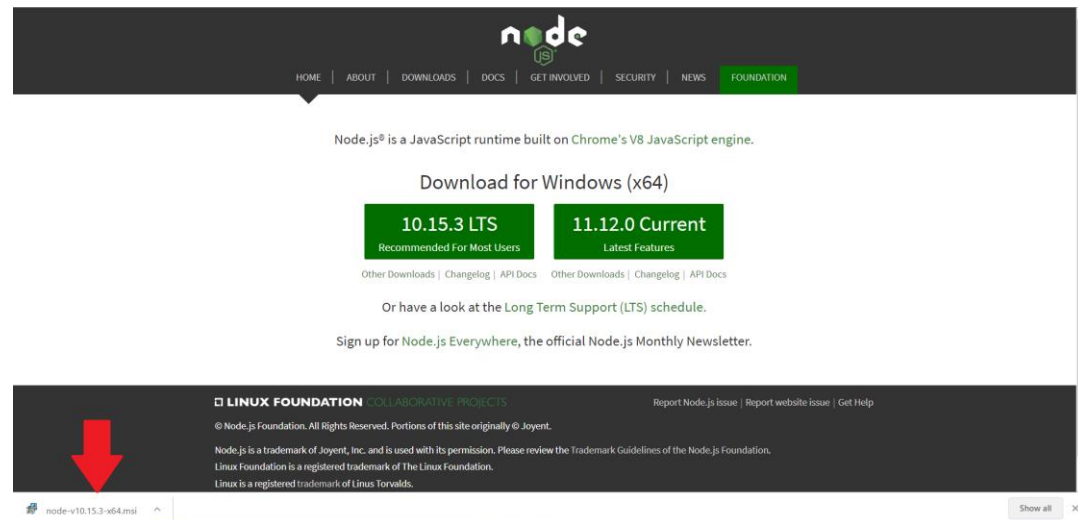 node
JS
HOME | ABOUT | DOWNLOADS | DOCS | GET INVOLVED | SECURITY | NEWS | FOUNDATION
Node.js® is a JavaScript runtime built on Chrome's V8 JavaScript engine.
Download for Windows (x64)
10.15.3 LTS
Recommended For Most Users
11.12.0 Current
Latest Features
Other Downloads | Changelog | API Docs
Other Downloads | Changelog | API Docs
Or have a look at the Long Term Support (LTS) schedule.
Sign up for Node.js Everywhere, the official Node.js Monthly Newsletter.
LINUX FOUNDATION COLLABORATIVE PROJECTS
Report Node.js issue | Report website issue | Get Help
© Node.js Foundation. All Rights Reserved. Portions of this site originally © Joyent.
Node.js is a trademark of Joyent, Inc. and is used with its permission. Please review the Trademark Guidelines of the Node.js Foundation.
Linux Foundation is a registered trademark of The Linux Foundation.
Linux is a registered trademark of Linus Torvalds.
node-v10.15.3-x64.msi
Show all